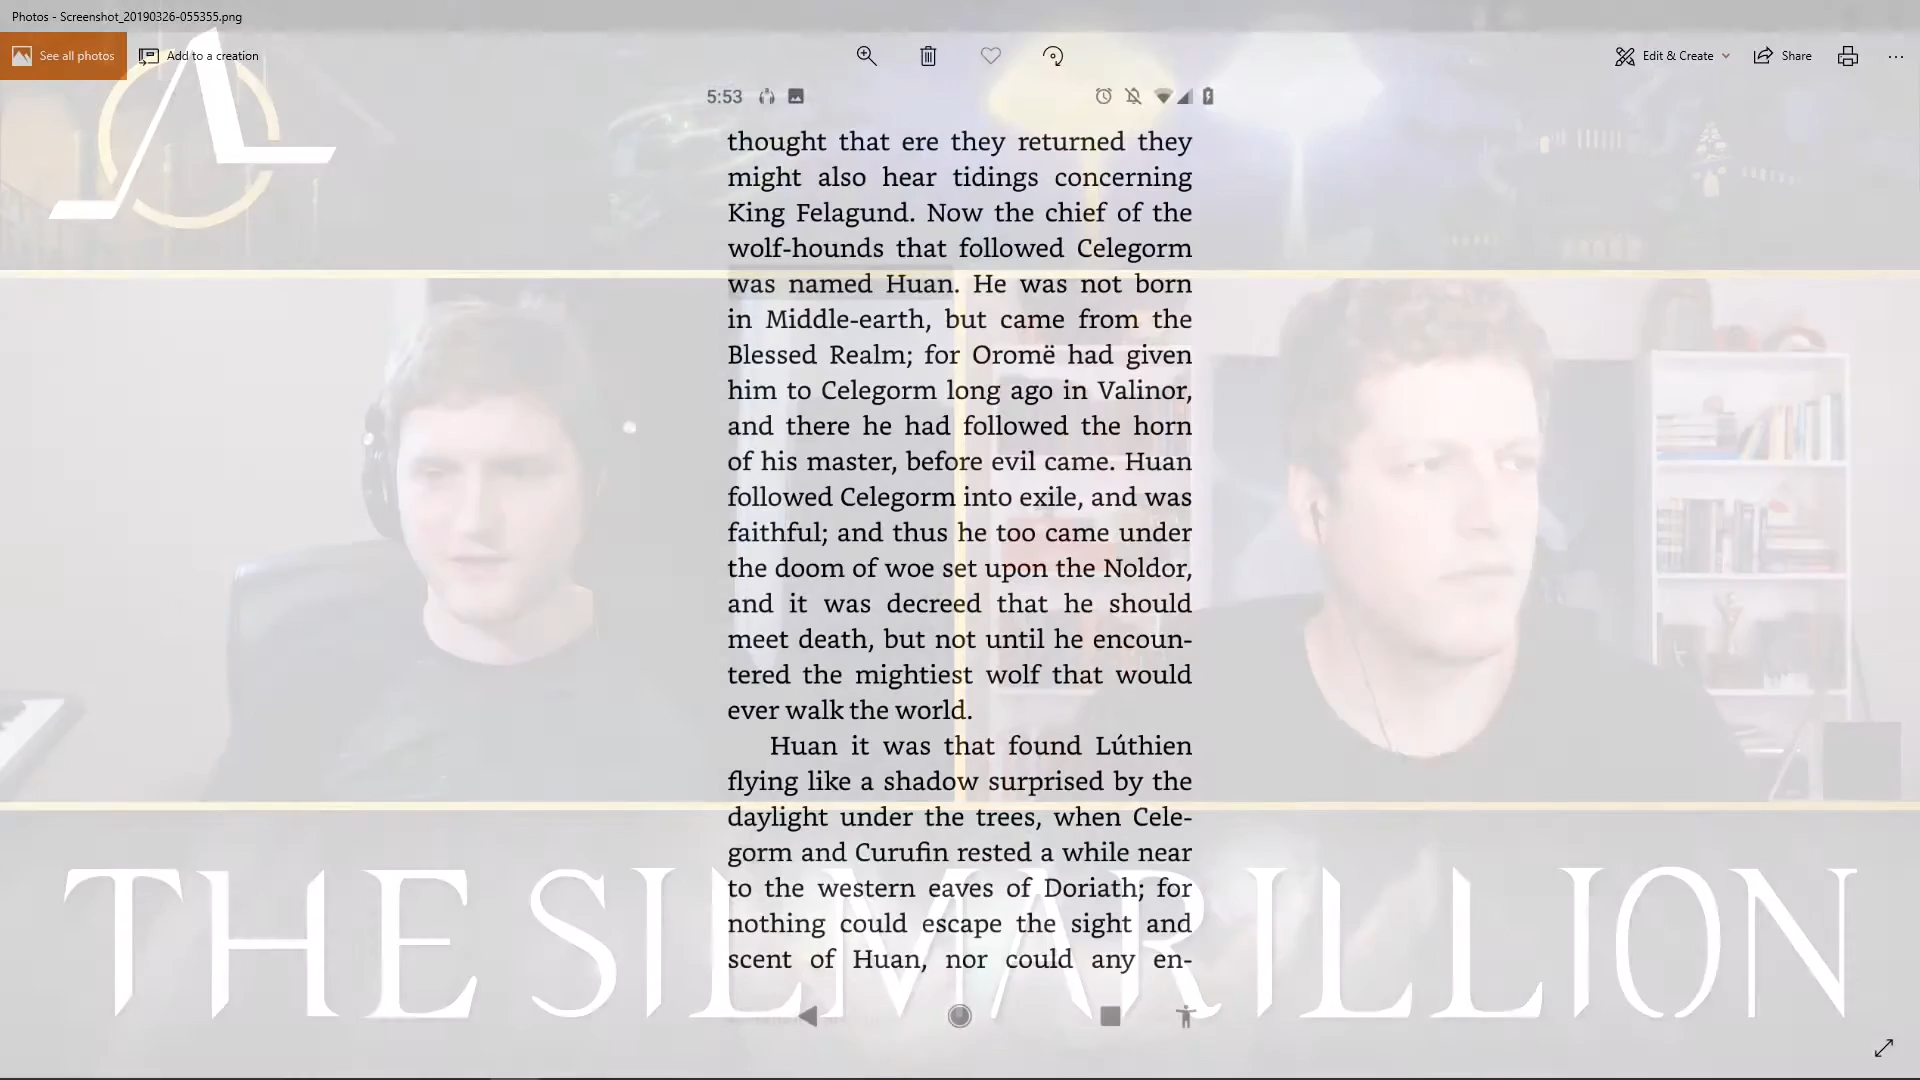 Photos - Screenshot_20190326-055355.png
See all photos
Add to a creation
Edit & Create
Share
5:53
thought that ere they returned they
might also hear tidings concerning
King Felagund. Now the chief of the
wolf-hounds that followed Celegorm
was named Huan. He was not born
in Middle-earth, but came from the
Blessed Realm; for Oromë had given
him to Celegorm long ago in Valinor,
and there he had followed the horn
of his master, before evil came. Huan
followed Celegorm into exile, and was
faithful; and thus he too came under
the doom of woe set upon the Noldor,
and it was decreed that he should
meet death, but not until he encoun-
tered the mightiest wolf that would
ever walk the world.
Huan it was that found Lúthien
flying like a shadow surprised by the
daylight under the trees, when Cele-
gorm and Curufin rested a while near
to the western eaves of Doriath; for
nothing could escape the sight and
scent of Huan, nor could any en-
THE SILMARILLION